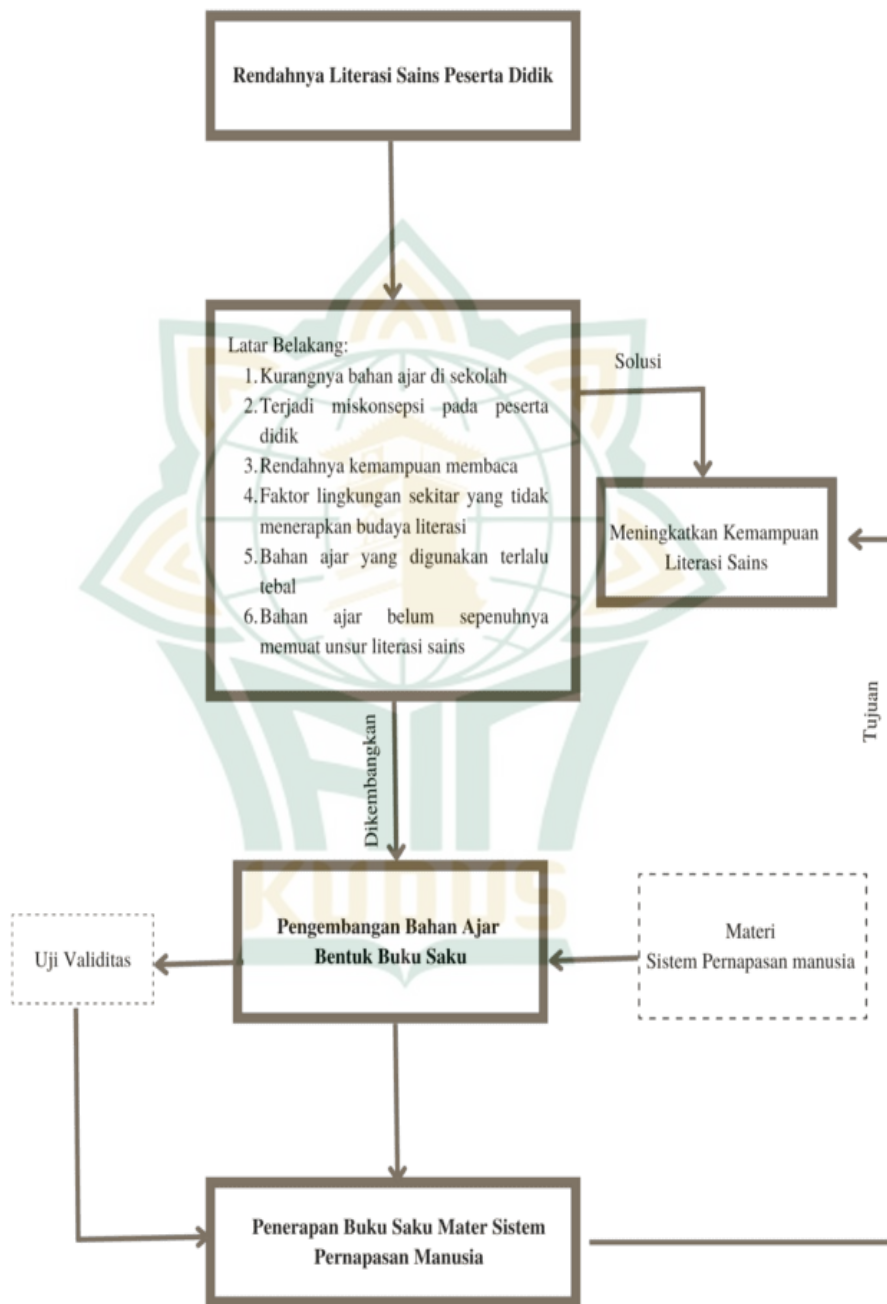 Rendahnya Literasi Sains Peserta Didik
Latar Belakang:
1. Kurangnya bahan ajar di sekolah
2. Terjadi miskonsepsi pada peserta
didik
3. Rendahnya kemampuan membaca
4. Faktor lingkungan sekitar yang tidak
menerapkan budaya literasi
5. Bahan ajar yang digunakan terlalu
tebal
6. Bahan ajar belum sepenuhnya
memuat unsur literasi sains
Solusi
Meningkatkan Kemampuan
Literasi Sains
Tujuan
Dikembangkan
KUDUS
Pengembangan Bahan Ajar
Bentuk Buku Saku
Materi
Sistem Pernapasan manusia
Uji Validitas
Penerapan Buku Saku Mater Sistem
Pernapasan Manusia